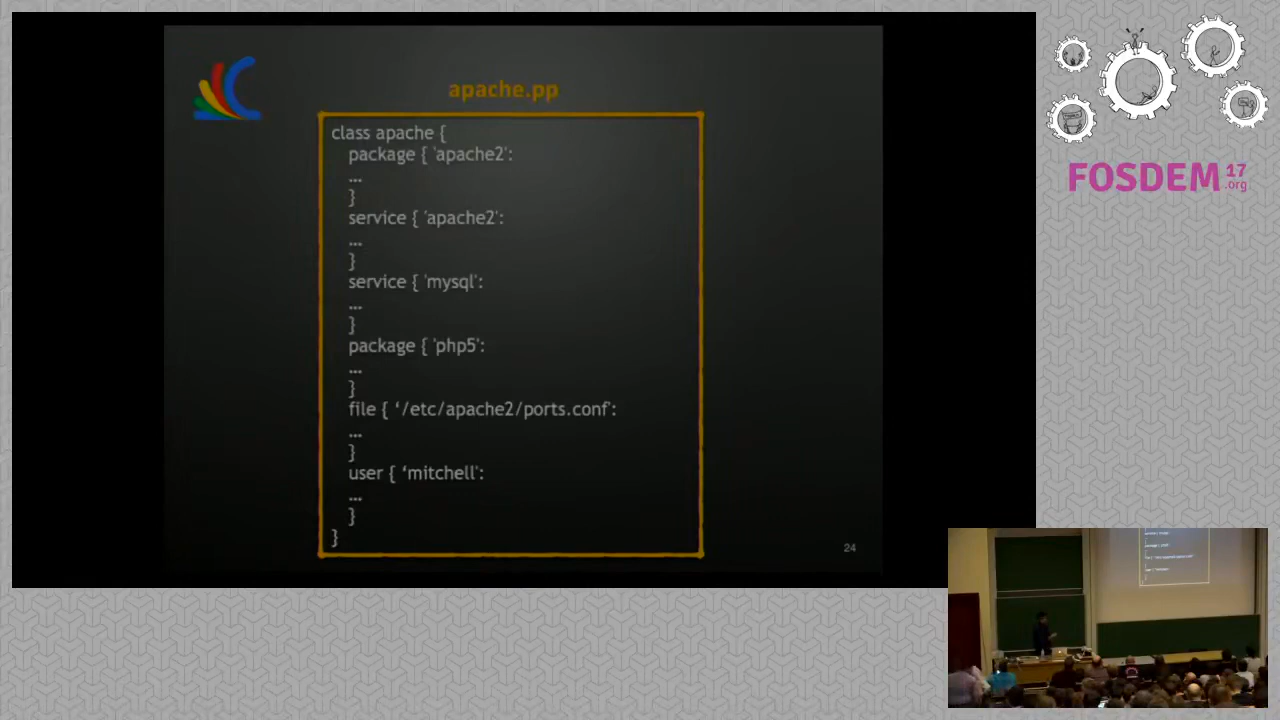 apache.pp
class apache {
package { 'apache2':
...
}
service { 'apache2':
...
}
service { 'mysql':
...
}
package { 'php5':
...
}
file { ‘/etc/apache2/ports.conf':
...
}
user { ‘mitchell':
...
}
}
24
FOSDEM 17
.org